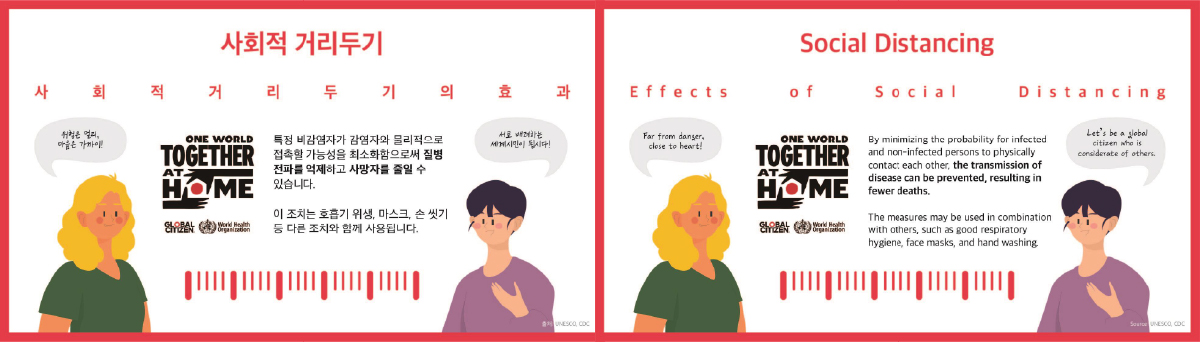 사회적 거리두기
사회적거리두기의효과
위험은 멀리,
마음은 가까이!
ONE WORLD
TOGETHER
AT
HOME
GLOBAL
CITIZEN
World Health
Organization
특정 비감염자가 감염자와 물리적으로
접촉할 가능성을 최소화함으로써 질병
전파를 억제하고 사망자를 줄일 수
있습니다.
이 조치는 호흡기 위생, 마스크, 손 씻기
등 다른 조치와 함께 사용됩니다.
서로 배려하는
세계시민이 됩시다!
출처: UNESCO, CDC
Social Distancing
Effects of Social Distancing
Far from danger,
close to heart!
ONE WORLD
TOGETHER
AT
HOME
GLOBAL
CITIZEN
World Health
Organization
By minimizing the probability for infected
and non-infected persons to physically
contact each other, the transmission of
disease can be prevented, resulting in
fewer deaths.
The measures may be used in combination
with others, such as good respiratory
hygiene, face masks, and hand washing.
Let's be a global
citizen who is
considerate of others.
Source: UNESCO, CDC